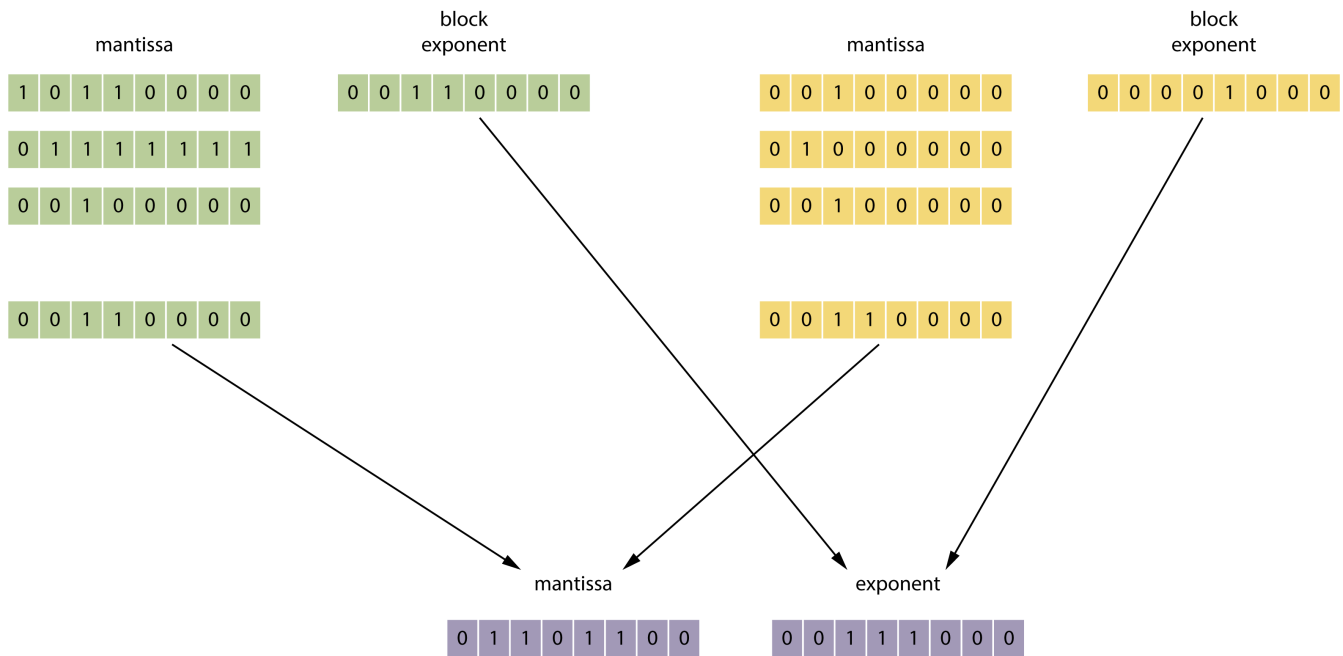 block
block
mantissa
exponent
mantissa
exponent
1 0 1 1 0 0 0 0
0 0 1 1 0 0 0 0
0 0 1 0 0 0 0 0
0 0 0 0 1 0 0 0
0 1 1 1 1 1 1 1
0 1 0 0 0 0 0 0
0 0 1 0 0 0 0 0
0 0 1 0 0 0 0 0
0 0 1 1 0 0 0 0
0 0 1 1 0 0 0 0
mantissa
exponent
0 1 1 0 1 1 0 0
0 0 1 1 1 0 0 0